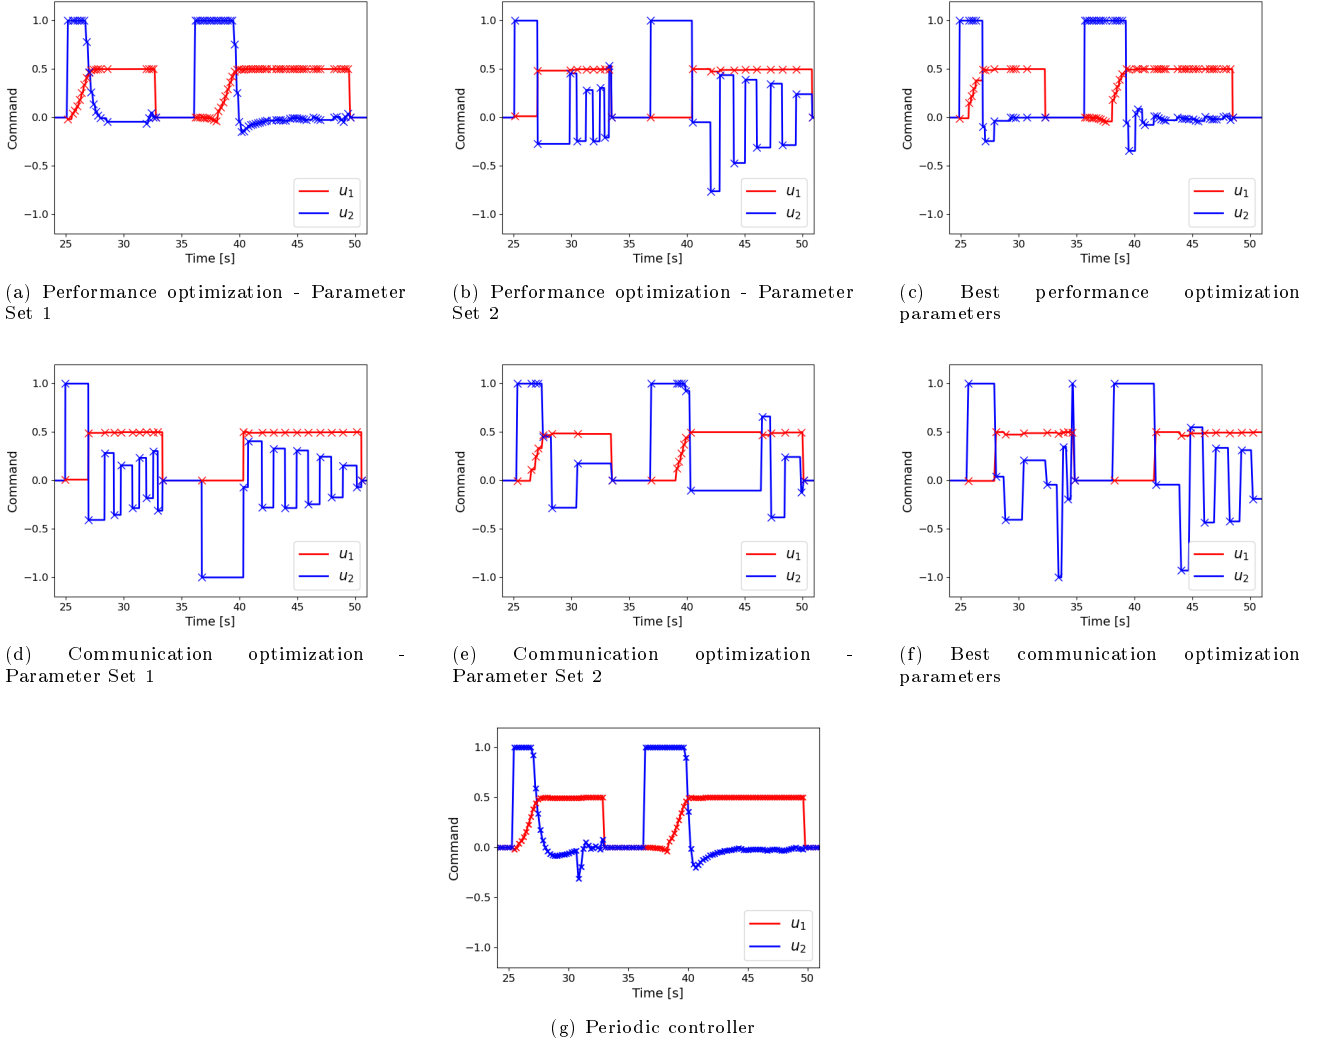 1.0
0.5
0.0
−0.5
−1.0
Command
25 30 35 40 45 50
Time [s]
u1
u2
(a) Performance optimization - Parameter
Set 1
1.0
0.5
0.0
−0.5
−1.0
Command
25 30 35 40 45 50
Time [s]
u1
u2
(b) Performance optimization - Parameter
Set 2
1.0
0.5
0.0
−0.5
−1.0
Command
25 30 35 40 45 50
Time [s]
u1
u2
(c) Best performance optimization
parameters
1.0
0.5
0.0
−0.5
−1.0
Command
25 30 35 40 45 50
Time [s]
u1
u2
(d) Communication optimization -
Parameter Set 1
1.0
0.5
0.0
−0.5
−1.0
Command
25 30 35 40 45 50
Time [s]
u1
u2
(e) Communication optimization -
Parameter Set 2
1.0
0.5
0.0
−0.5
−1.0
Command
25 30 35 40 45 50
Time [s]
u1
u2
(f) Best communication optimization
parameters
1.0
0.5
0.0
−0.5
−1.0
Command
25 30 35 40 45 50
Time [s]
u1
u2
(g) Periodic controller